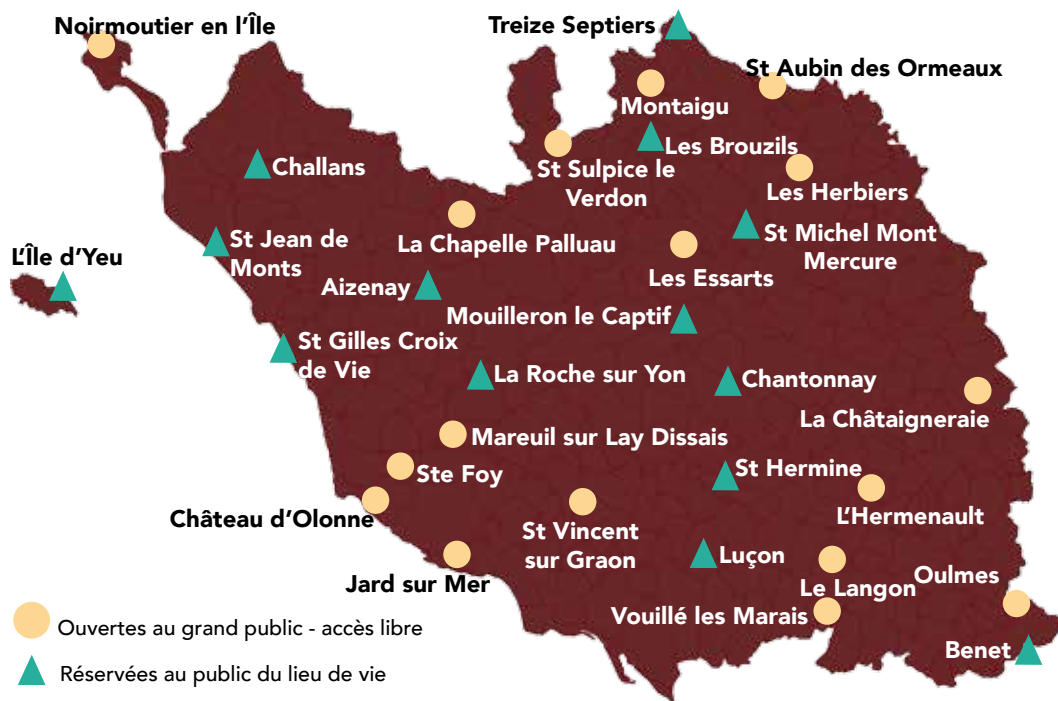 Noirmoutier en l'Île
Treize Septiers
St Aubin des Ormeaux
Montaigu
Les Brouzils
St Sulpice le
Verdon
Challans
Les Herbiers
La Chapelle Palluau
St Jean de
Monts
St Michel Mont
Mercure
L'Île d'Yeu
Les Essarts
Aizenay
Mouilleron le Captif
St Gilles Croix
de Vie
La Roche sur Yon
Chantonnay
La Châtaigneraie
Mareuil sur Lay Dissais
Ste Foy
St Hermine
Château d'Olonne
L'Hermenault
St Vincent
sur Graon
Luçon
Jard sur Mer
Le Langon
Oulmes
Vouillé les Marais
Benet
Ouvertes au grand public - accès libre
Réservées au public du lieu de vie